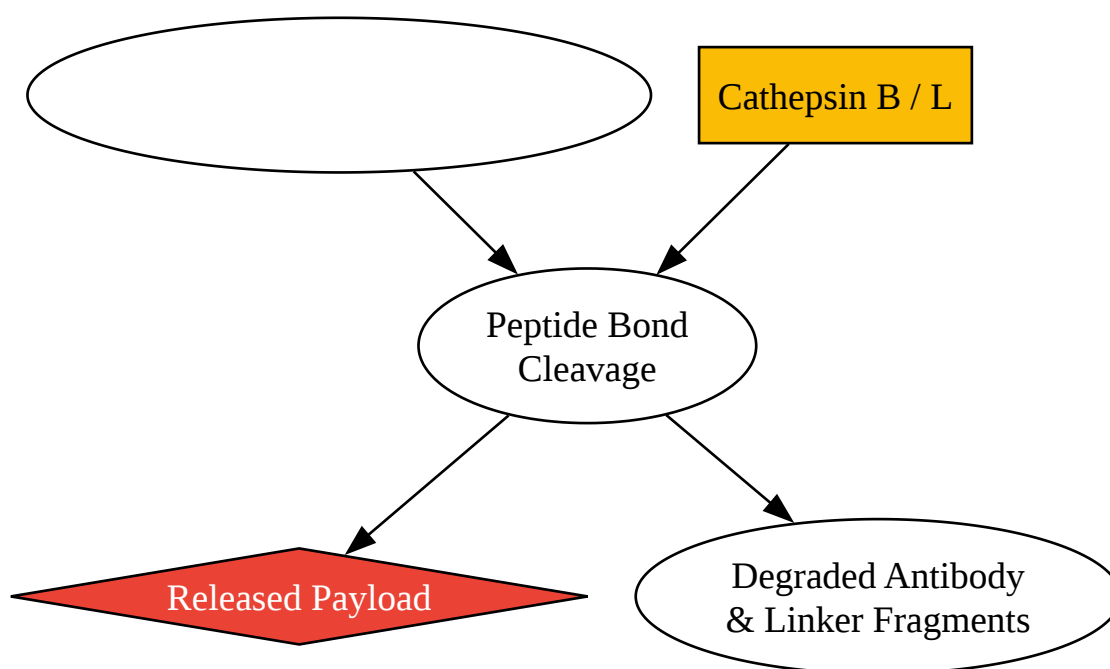 Cathepsin B / L
Peptide Bond
Cleavage
Released Payload
Degraded Antibody
& Linker Fragments